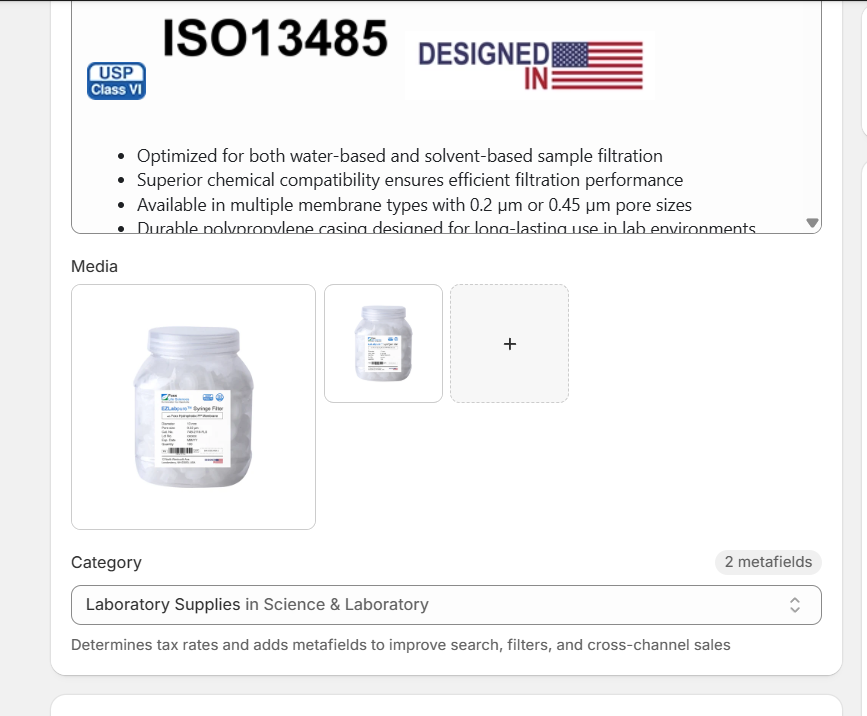 ISO13485
USP
Class VI
DESIGNED
IN
Optimized for both water-based and solvent-based sample filtration
Superior chemical compatibility ensures efficient filtration performance
Available in multiple membrane types with 0.2 µm or 0.45 µm pore sizes
Durable polypropylene casing designed for long-lasting use in lab environments
Media
EZLabpure™ Syringe Filter
+
Category
2 metafields
Laboratory Supplies in Science & Laboratory
Determines tax rates and adds metafields to improve search, filters, and cross-channel sales